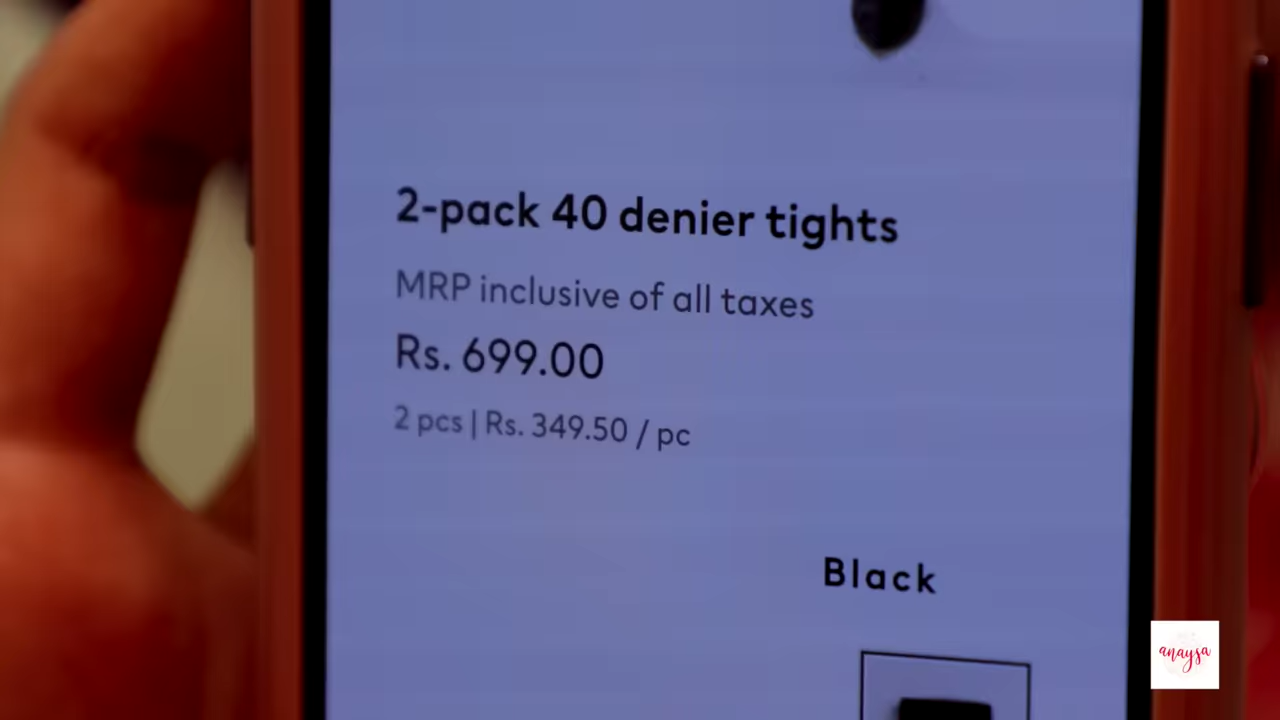 2-pack 40 denier tights
MRP inclusive of all taxes
Rs. 699.00
2 pcs | Rs. 349.50 / pc
Black
anaysa